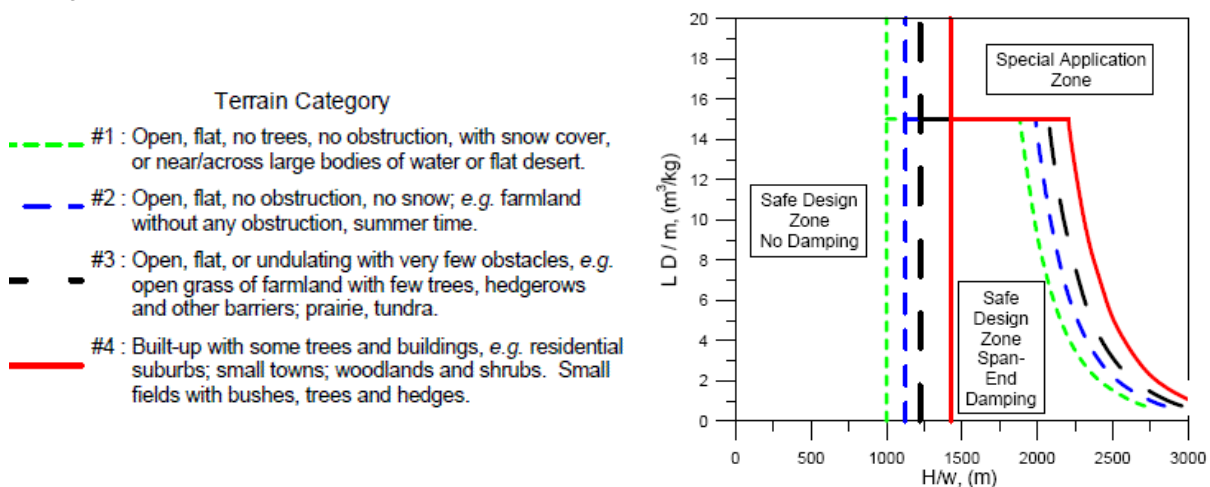 Terrain Category
#1 : Open, flat, no trees, no obstruction, with snow cover,
or near/across large bodies of water or flat desert.
#2 : Open, flat, no obstruction, no snow; e.g. farmland
without any obstruction, summer time.
#3 : Open, flat, or undulating with very few obstacles, e.g.
open grass of farmland with few trees, hedgerows
and other barriers; prairie, tundra.
#4 : Built-up with some trees and buildings, e.g. residential
suburbs; small towns; woodlands and shrubs. Small
fields with bushes, trees and hedges.
L D / m, (m³/kg)
20
18
16
14
12
10
8
6
4
2
0
Special Application
Zone
Safe Design
Zone
No Damping
Safe
Design
Zone
Span-
End
Damping
0 500 1000 1500 2000 2500 3000
H/w, (m)